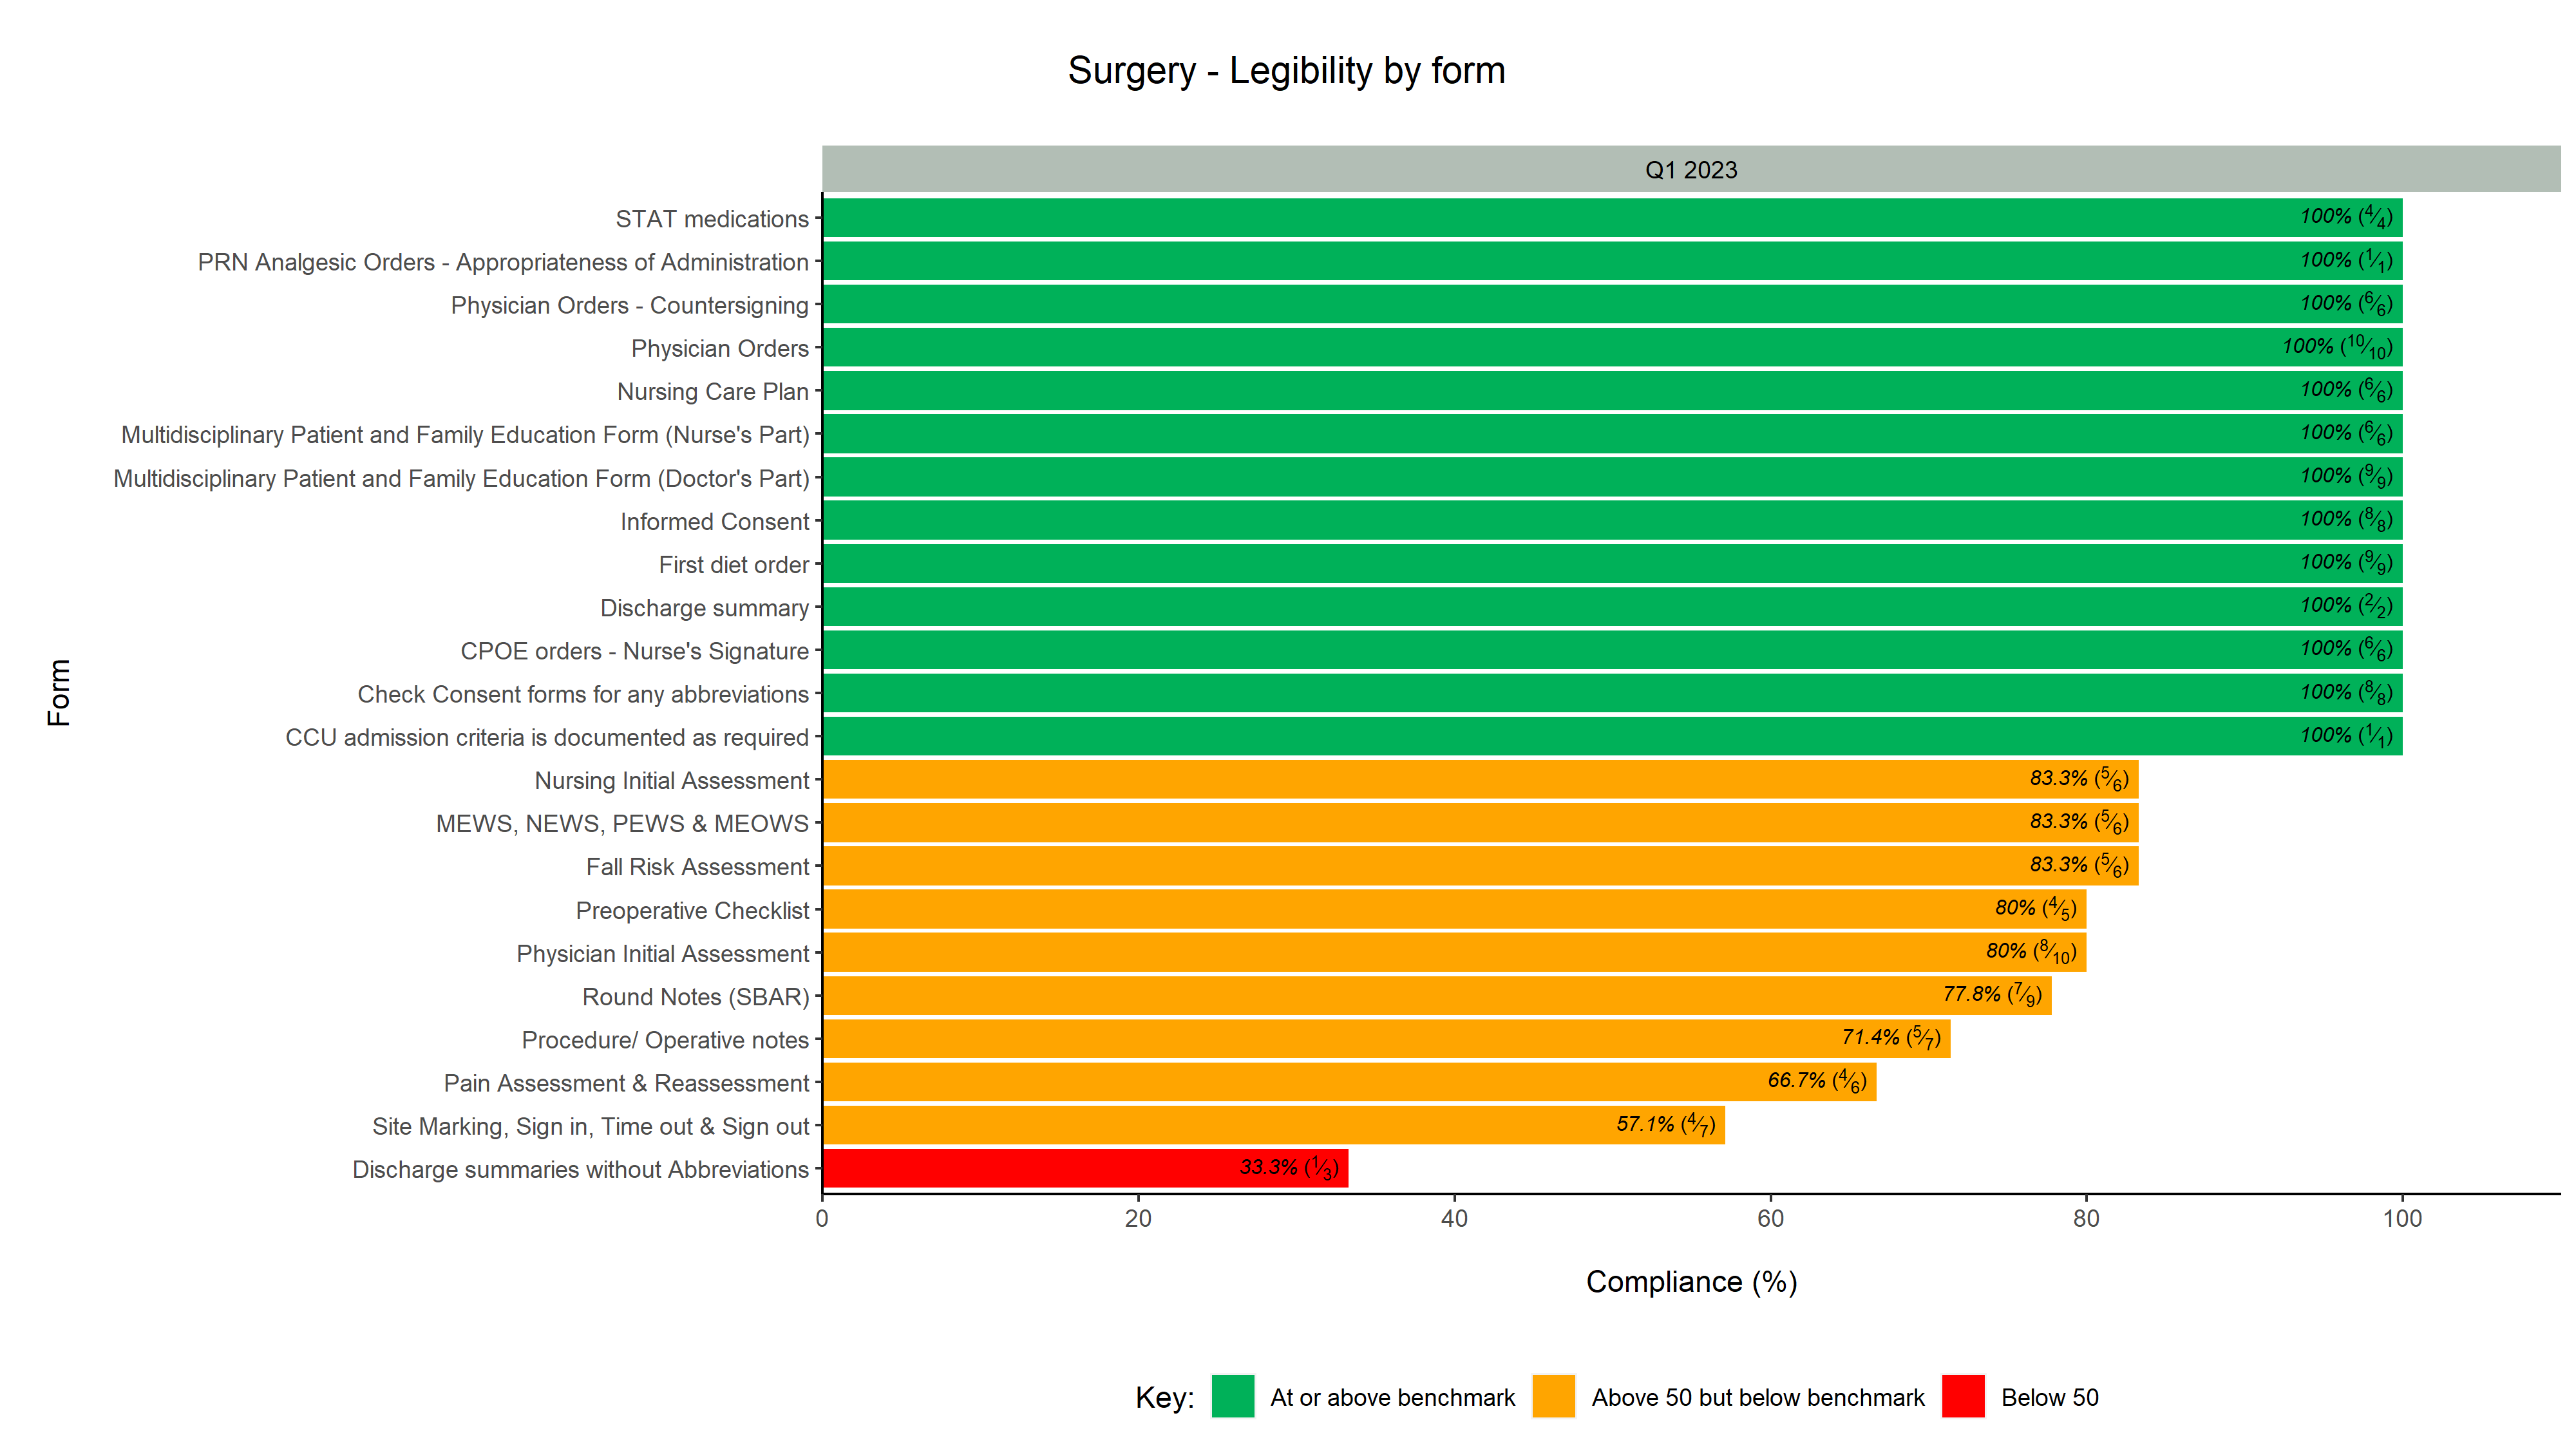 Surgery - Legibility by form
Q1 2023
Form
STAT medications 100% (4⁄4)
PRN Analgesic Orders - Appropriateness of Administration 100% (1⁄1)
Physician Orders - Countersigning 100% (6⁄6)
Physician Orders 100% (10⁄10)
Nursing Care Plan 100% (6⁄6)
Multidisciplinary Patient and Family Education Form (Nurse's Part) 100% (6⁄6)
Multidisciplinary Patient and Family Education Form (Doctor's Part) 100% (9⁄9)
Informed Consent 100% (8⁄8)
First diet order 100% (9⁄9)
Discharge summary 100% (2⁄2)
CPOE orders - Nurse's Signature 100% (6⁄6)
Check Consent forms for any abbreviations 100% (8⁄8)
CCU admission criteria is documented as required 100% (1⁄1)
Nursing Initial Assessment 83.3% (5⁄6)
MEWS, NEWS, PEWS & MEOWS 83.3% (5⁄6)
Fall Risk Assessment 83.3% (5⁄6)
Preoperative Checklist 80% (4⁄5)
Physician Initial Assessment 80% (8⁄10)
Round Notes (SBAR) 77.8% (7⁄9)
Procedure/ Operative notes 71.4% (5⁄7)
Pain Assessment & Reassessment 66.7% (4⁄6)
Site Marking, Sign in, Time out & Sign out 57.1% (4⁄7)
Discharge summaries without Abbreviations 33.3% (1⁄3)
0 20 40 60 80 100
Compliance (%)
Key: At or above benchmark Above 50 but below benchmark Below 50